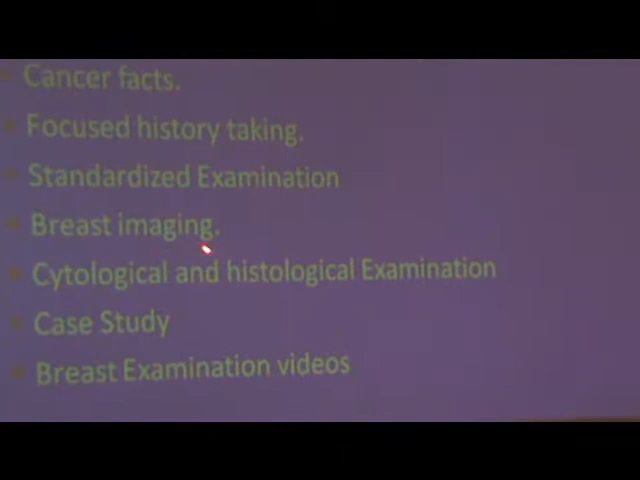 Cancer facts.
Focused history taking.
Standardized Examination
Breast imaging.
Cytological and histological Examination
Case Study
Breast Examination videos